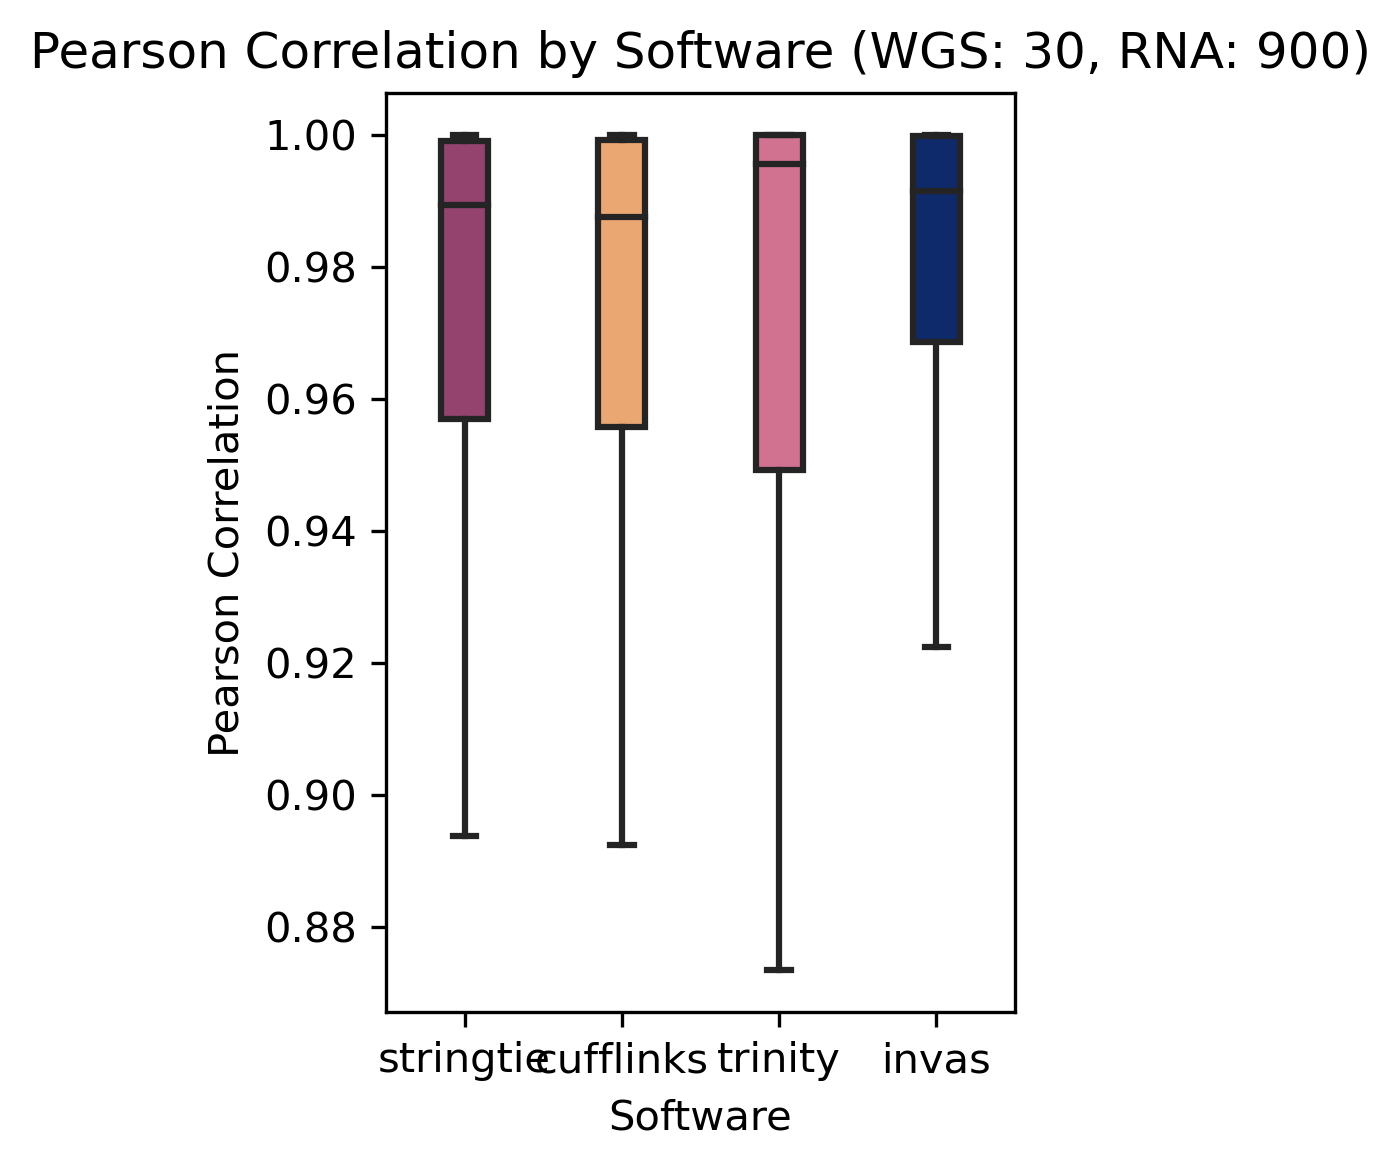 Pearson Correlation by Software (WGS: 30, RNA: 900)
1.00
0.98
0.96
0.94
0.92
0.90
0.88
Pearson Correlation
stringtie cufflinks trinity invas
Software